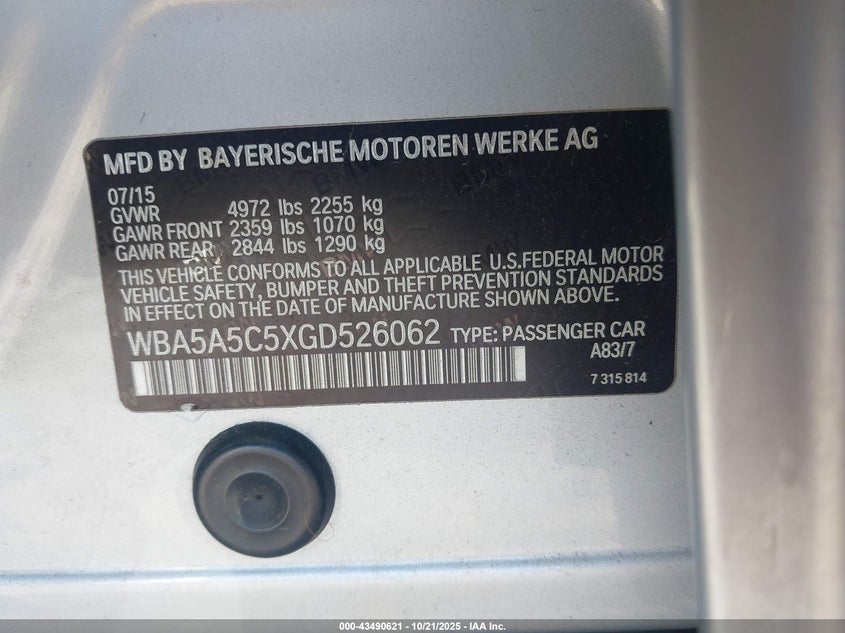 MFD BY BAYERISCHE MOTOREN WERKE AG
07/15
GVWR 4972 lbs 2255 kg
GAWR FRONT 2359 lbs 1070 kg
GAWR REAR 2844 lbs 1290 kg
THIS VEHICLE CONFORMS TO ALL APPLICABLE U.S.FEDERAL MOTOR
VEHICLE SAFETY, BUMPER AND THEFT PREVENTION STANDARDS
IN EFFECT ON THE DATE OF MANUFACTURE SHOWN ABOVE.
WBA5A5C5XGD526062 TYPE: PASSENGER CAR
A83/7
7 315 814
000-43490621 - 10/21/2025 - IAA Inc.